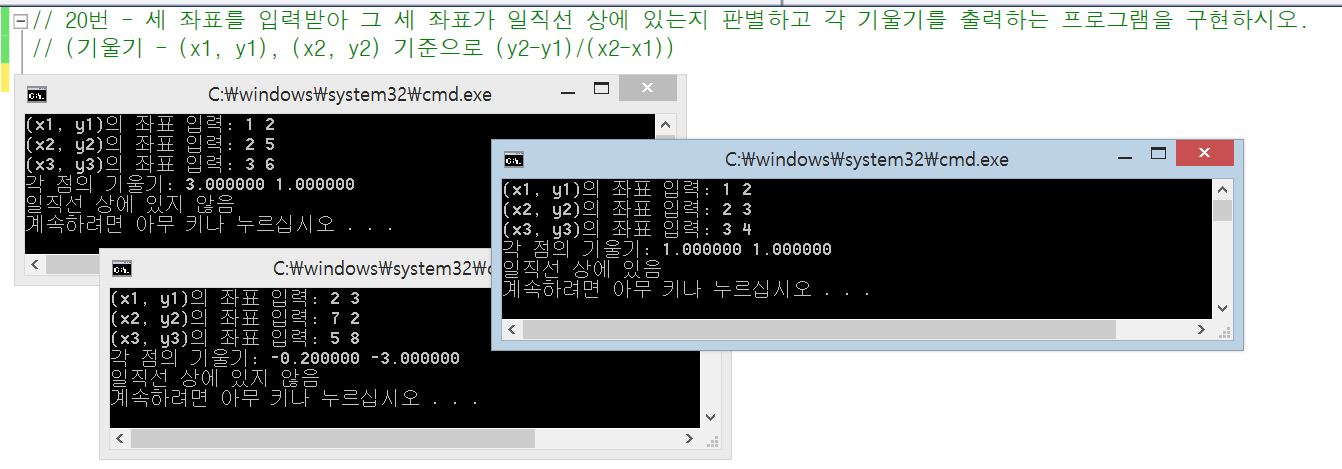 // 20번 - 세 좌표를 입력받아 그 세 좌표가 일직선 상에 있는지 판별하고 각 기울기를 출력하는 프로그램을 구현하시오.
// (기울기 - (x1, y1), (x2, y2) 기준으로 (y2-y1)/(x2-x1))
C:₩windows₩system32₩cmd.exe
(x1, y1)의 좌표 입력: 1 2
(x2, y2)의 좌표 입력: 2 5
(x3, y3)의 좌표 입력: 3 6
각 점의 기울기: 3.000000 1.000000
일직선 상에 있지 않음
계속하려면 아무 키나 누르십시오 . . .
C:₩windows₩system32₩cmd.exe
(x1, y1)의 좌표 입력: 1 2
(x2, y2)의 좌표 입력: 2 3
(x3, y3)의 좌표 입력: 3 4
각 점의 기울기: 1.000000 1.000000
일직선 상에 있음
계속하려면 아무 키나 누르십시오 . . .
C:₩windows₩system32₩c
(x1, y1)의 좌표 입력: 2 3
(x2, y2)의 좌표 입력: 7 2
(x3, y3)의 좌표 입력: 5 8
각 점의 기울기: -0.200000 -3.000000
일직선 상에 있지 않음
계속하려면 아무 키나 누르십시오 . . .